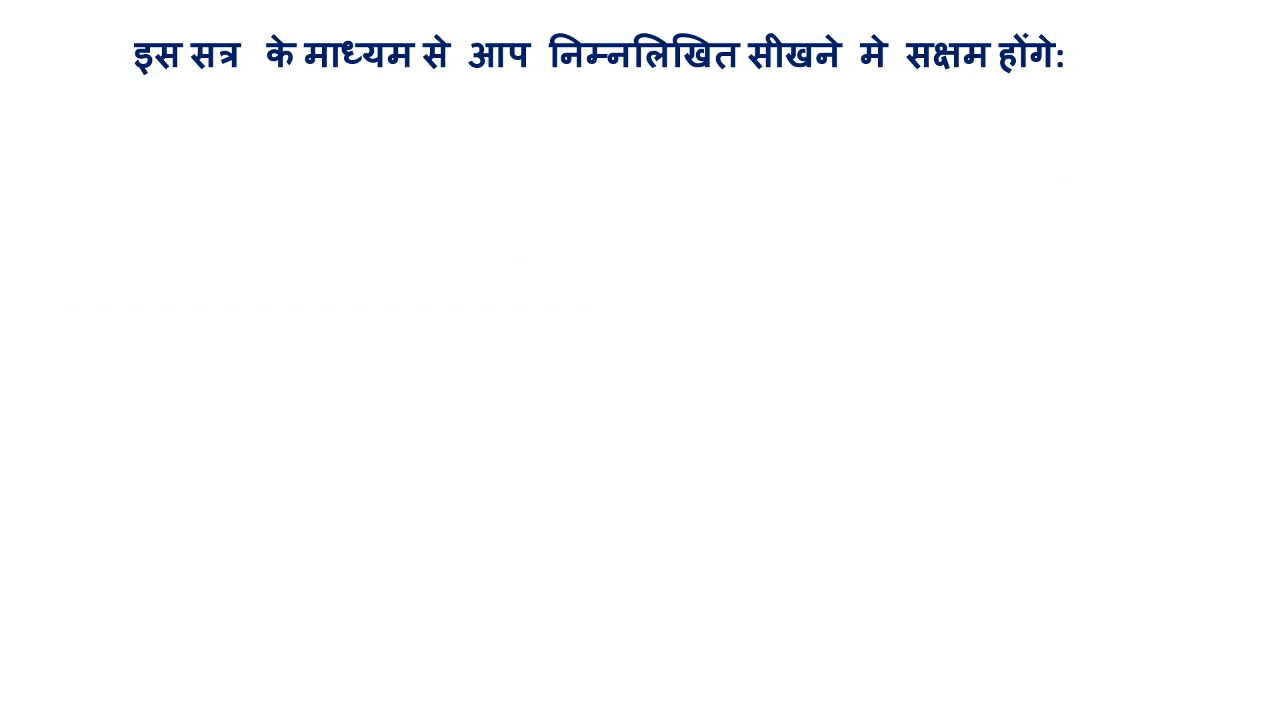 इस सत्र के माध्यम से आप निम्नलिखित सीखने मे सक्षम होंगे: